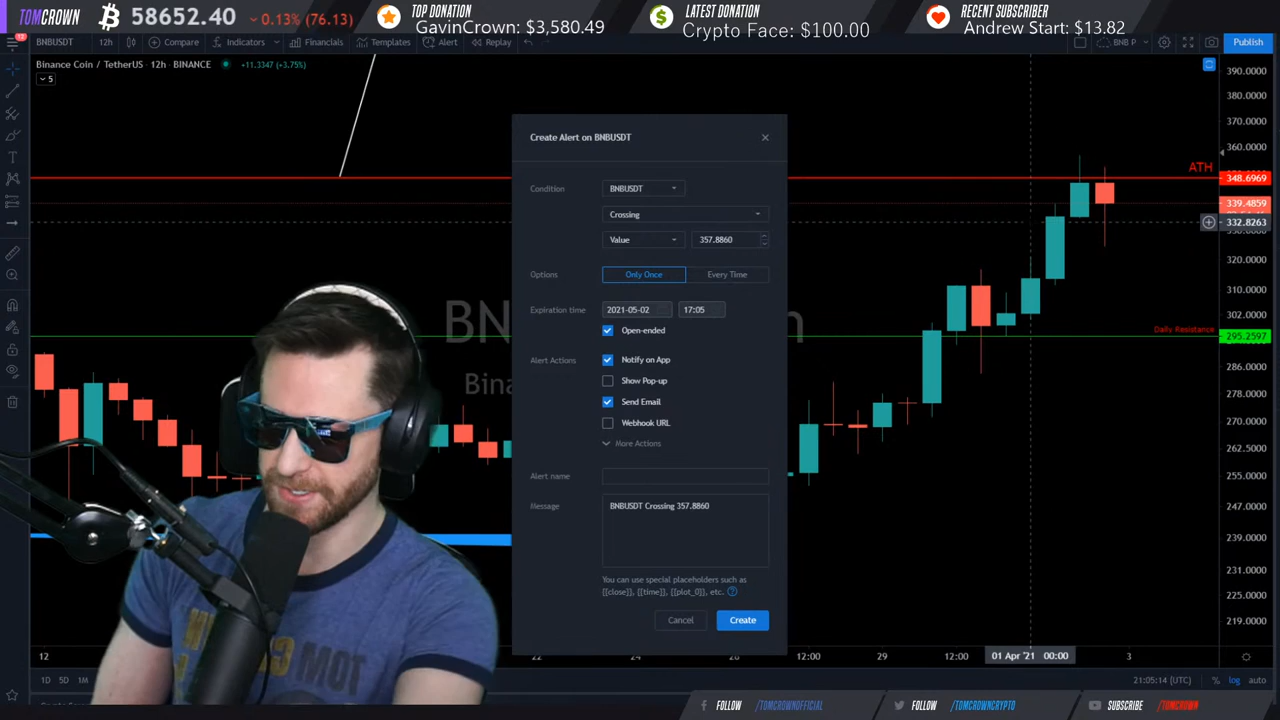 TOMCROWN
58652.40
0.13% (76.13)
TOP DONATION
GavinCrown: $3,580.49
LATEST DONATION
Crypto Face: $100.00
RECENT SUBSCRIBER
Andrew Start: $13.82
13
BNBUSDT
12h
Compare
Indicators
Financials
Templates
Alert
Replay
BNB P
Publish
Binance Coin / TetherUS · 12h · BINANCE
+11.3347 (+3.75%)
5
Create Alert on BNBUSDT
Condition
BNBUSDT
Crossing
Value
357.8860
Options
Only Once
Every Time
Expiration time
2021-05-02
17:05
Open-ended
Alert Actions
Notify on App
Show Pop-up
Send Email
Webhook URL
More Actions
Alert name
Message
BNBUSDT Crossing 357.8860
You can use special placeholders such as
{{close}}, {{time}}, {{plot_0}}, etc.
Cancel
Create
ATH
Daily Resistance
390.0000
380.0000
370.0000
360.0000
348.6969
339.4859
332.8263
320.0000
310.0000
302.0000
295.2597
286.0000
278.0000
270.0000
262.5000
255.0000
247.0000
239.0000
231.0000
225.0000
219.0000
12
22
24
26
12:00
29
12:00
01 Apr '21 00:00
3
1D
5D
21:05:14 (UTC)
%
log
auto
TOM
FOLLOW
/TOMCROWNOFFICIAL
FOLLOW
/TOMCROWNCRYPTO
SUBSCRIBE
/TOMCROWN